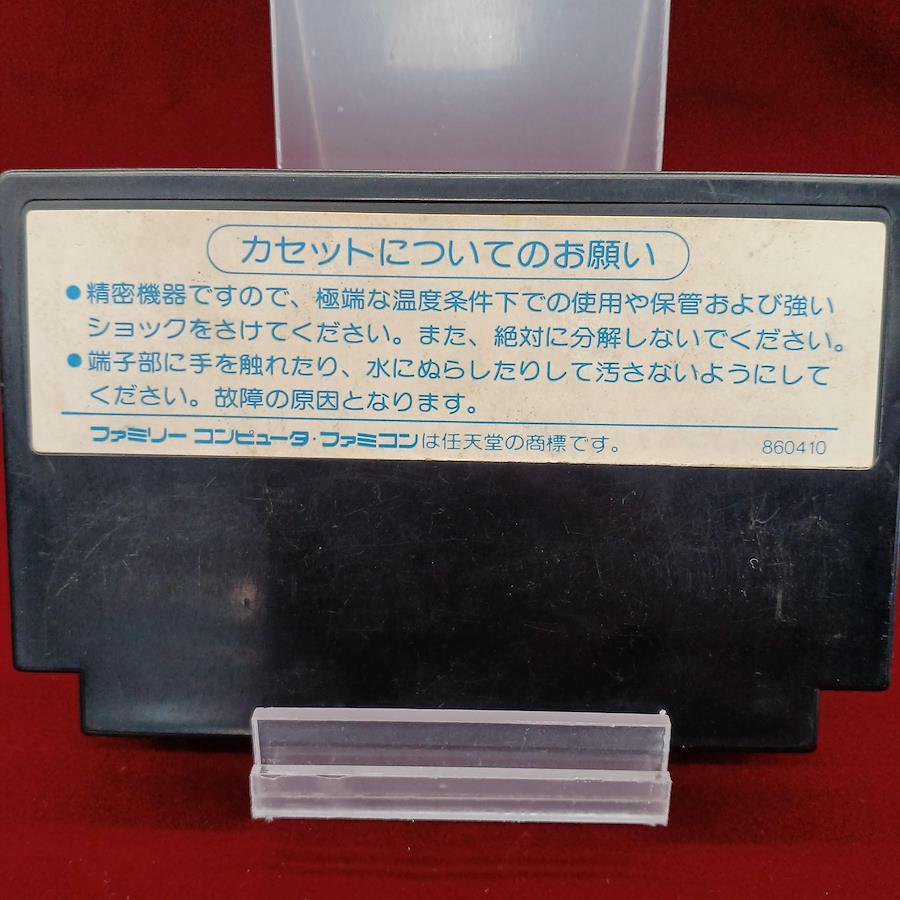 カセットについてのお願い
●精密機器ですので、極端な温度条件下での使用や保管および強い
ショックをさけてください。また、絶対に分解しないでください。
●端子部に手を触れたり、水にぬらしたりして汚さないようにして
ください。故障の原因となります。
ファミリーコンピュータ・ファミコンは任天堂の商標です。 860410